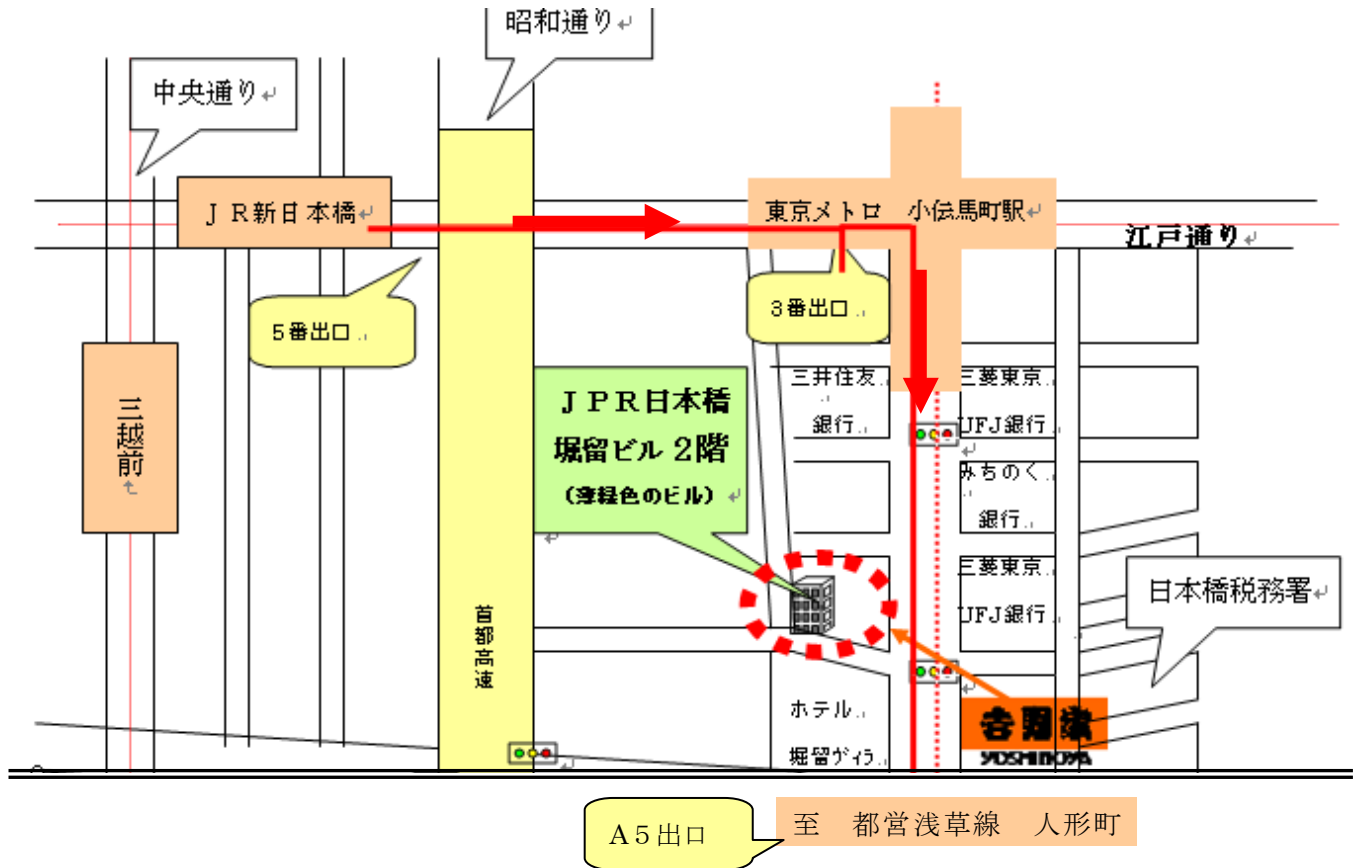 昭和通り
中央通り
JR新日本橋
東京メトロ 小伝馬町駅
江戸通り
5番出口
3番出口
三越前
JPR日本橋
堀留ビル 2階
(薄緑色のビル)
三井住友
銀行
三菱東京
UFJ銀行
みちのく
銀行
三菱東京
UFJ銀行
日本橋税務署
首都高速
ホテル
堀留ヴィラ
吉野家
YOSHINOYA
A5出口
至 都営浅草線 人形町